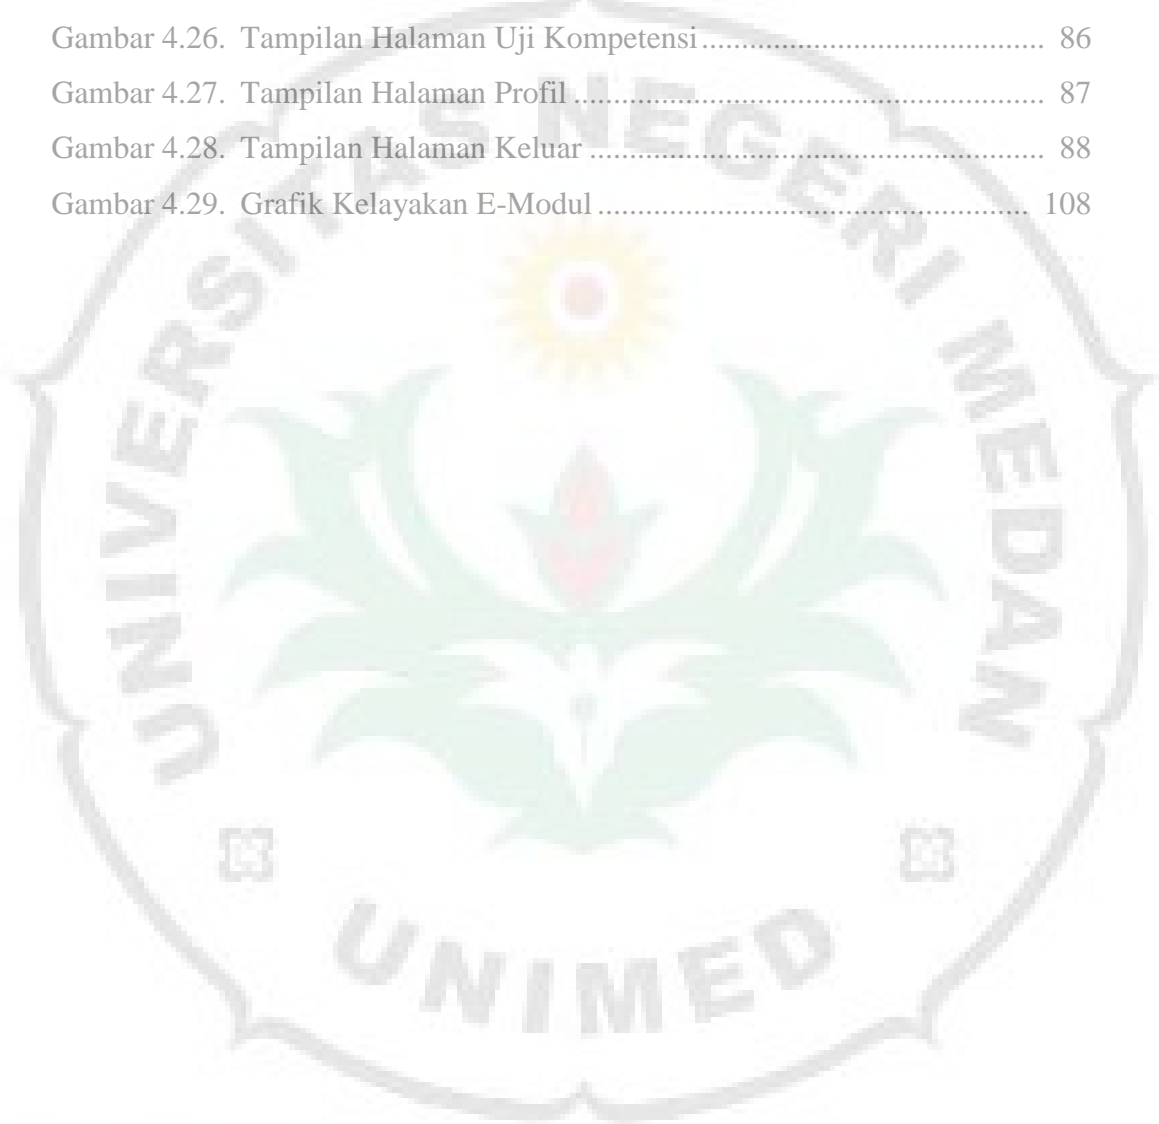 Gambar 4.26. Tampilan Halaman Uji Kompetensi........................................ 86
Gambar 4.27. Tampilan Halaman Profil........................................................ 87
Gambar 4.28. Tampilan Halaman Keluar...................................................... 88
Gambar 4.29. Grafik Kelayakan E-Modul.................................................... 108
UNIVERSITAS NEGERI MEDAN
UNIMED